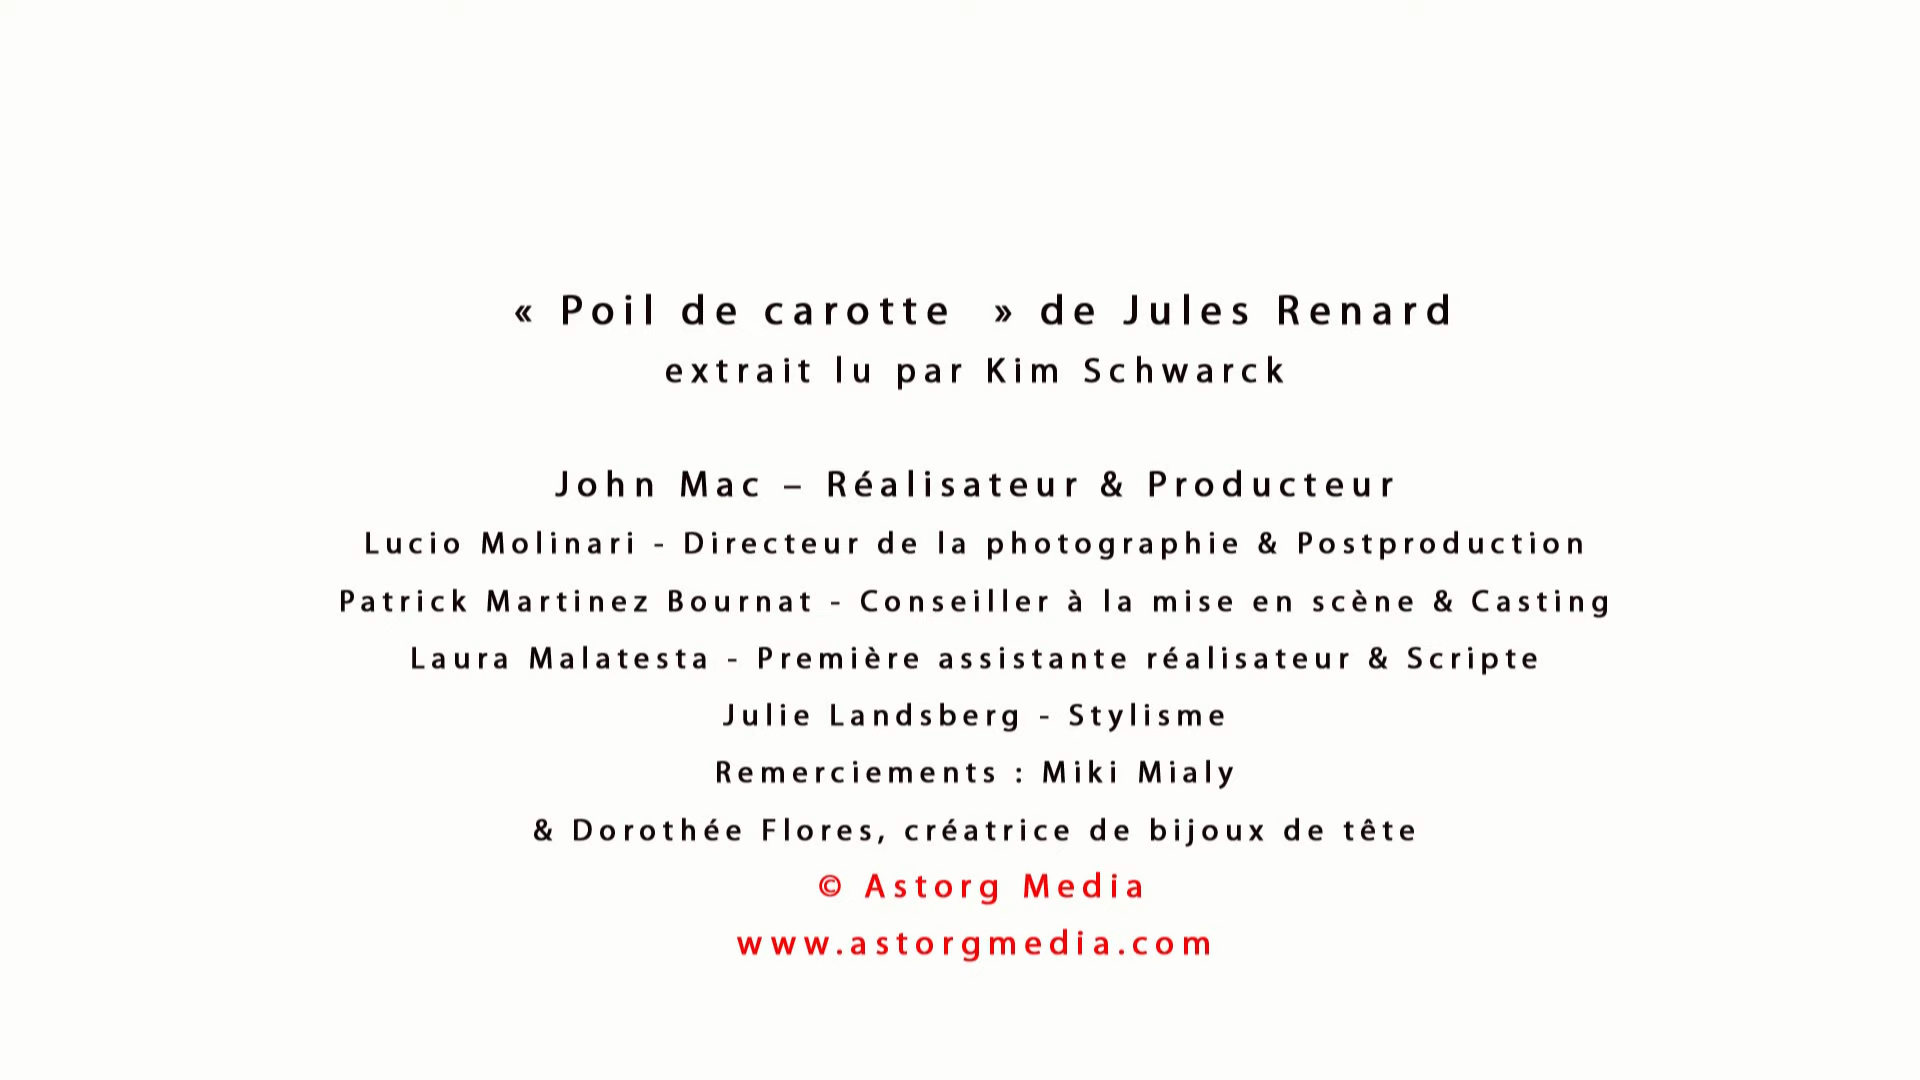 « Poil de carotte » de Jules Renard
extrait lu par Kim Schwarck
John Mac – Réalisateur & Producteur
Lucio Molinari - Directeur de la photographie & Postproduction
Patrick Martinez Bournat - Conseiller à la mise en scène & Casting
Laura Malatesta - Première assistante réalisateur & Scripte
Julie Landsberg - Stylisme
Remerciements : Miki Mialy
& Dorothée Flores, créatrice de bijoux de tête
© Astorg Media
www.astorgmedia.com